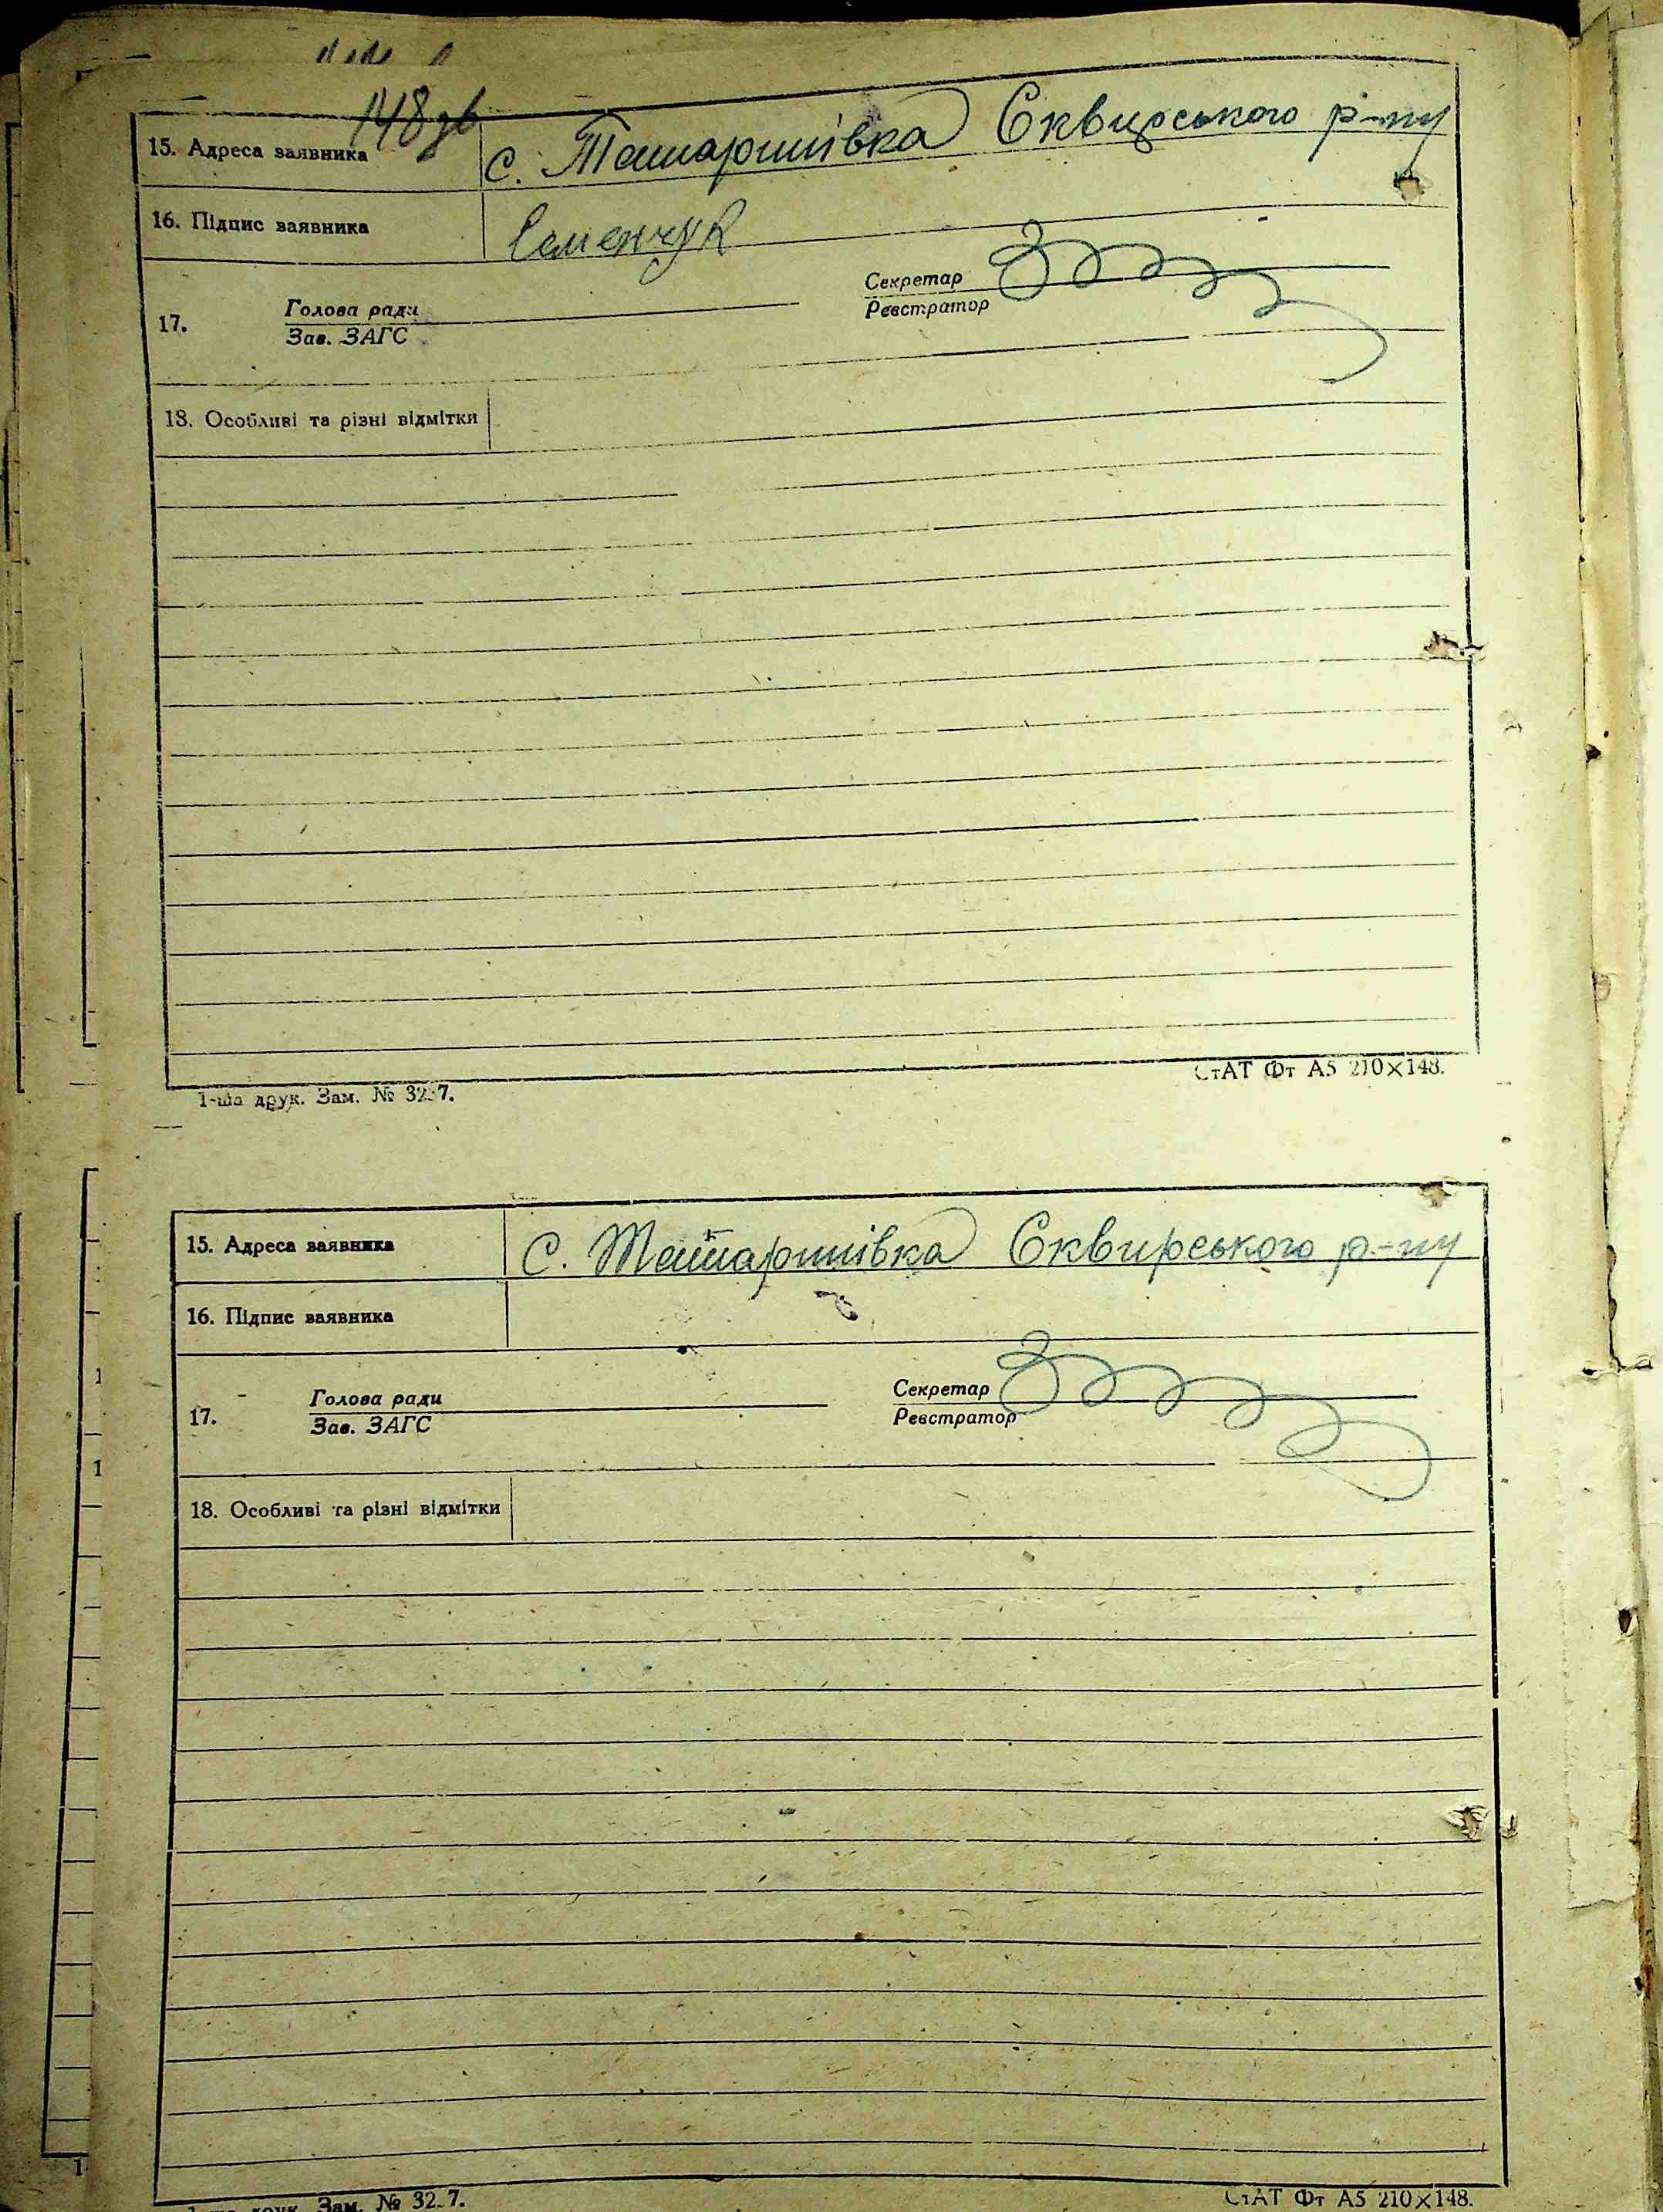 148 зв
15. Адреса заявника с. Татаршівка Сквирського р-ну
16. Підпис заявника Семенчук
17. Голова ради Секретар
Зав. ЗАГС Реєстратор
18. Особливі та різні відмітки
1-ша друк. Зам. № 32-7. СтАТ Фт А5 210×148.
15. Адреса заявника с. Татаршівка Сквирського р-ну
16. Підпис заявника
17. Голова ради Секретар
Зав. ЗАГС Реєстратор
18. Особливі та різні відмітки
друк. Зам. № 32-7. СтАТ Фт А5 210×148.